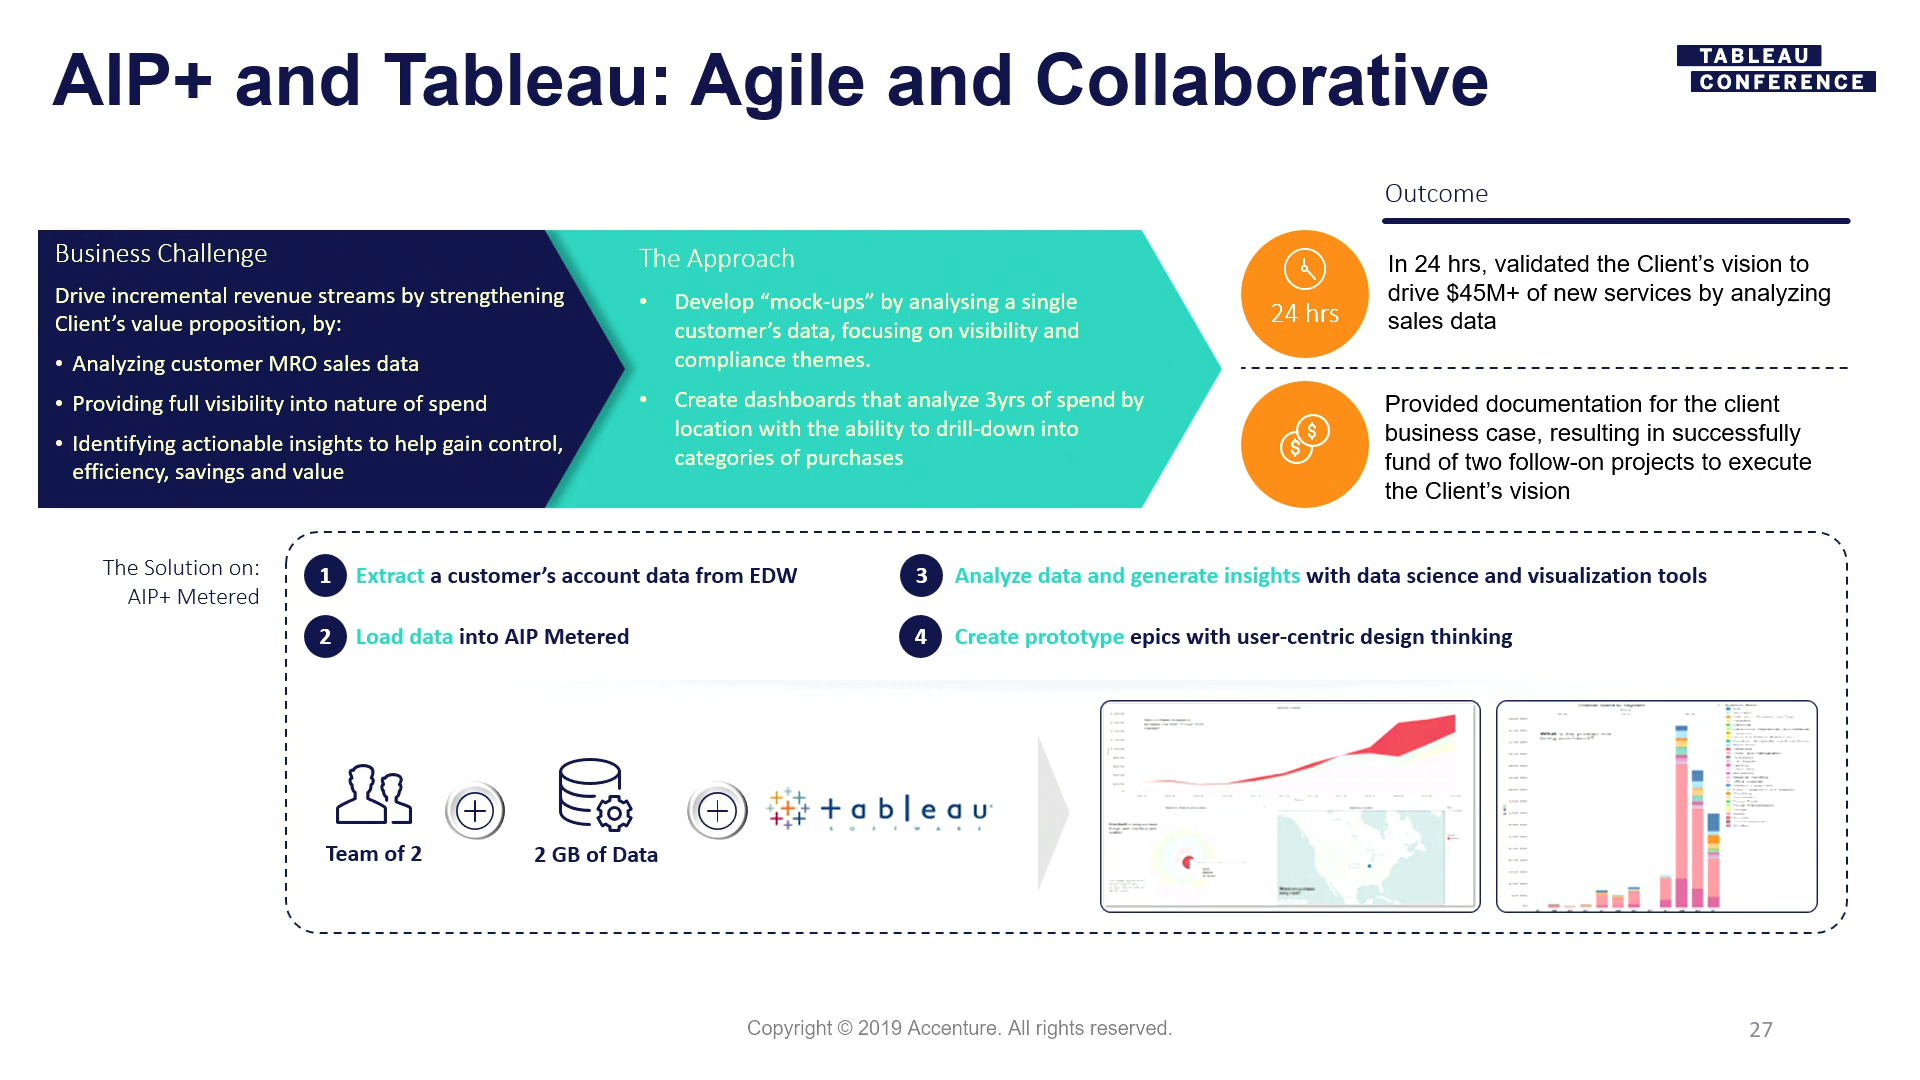 AIP+ and Tableau: Agile and Collaborative
TABLEAU
CONFERENCE
Business Challenge
Drive incremental revenue streams by strengthening
Client’s value proposition, by:
• Analyzing customer MRO sales data
• Providing full visibility into nature of spend
• Identifying actionable insights to help gain control,
efficiency, savings and value
The Approach
• Develop “mock-ups” by analysing a single
customer’s data, focusing on visibility and
compliance themes.
• Create dashboards that analyze 3yrs of spend by
location with the ability to drill-down into
categories of purchases
Outcome
24 hrs
In 24 hrs, validated the Client’s vision to
drive $45M+ of new services by analyzing
sales data
Provided documentation for the client
business case, resulting in successfully
fund of two follow-on projects to execute
the Client’s vision
The Solution on:
AIP+ Metered
1 Extract a customer’s account data from EDW
2 Load data into AIP Metered
3 Analyze data and generate insights with data science and visualization tools
4 Create prototype epics with user-centric design thinking
Team of 2
2 GB of Data
+ableau
SOFTWARE
Copyright © 2019 Accenture. All rights reserved.
27